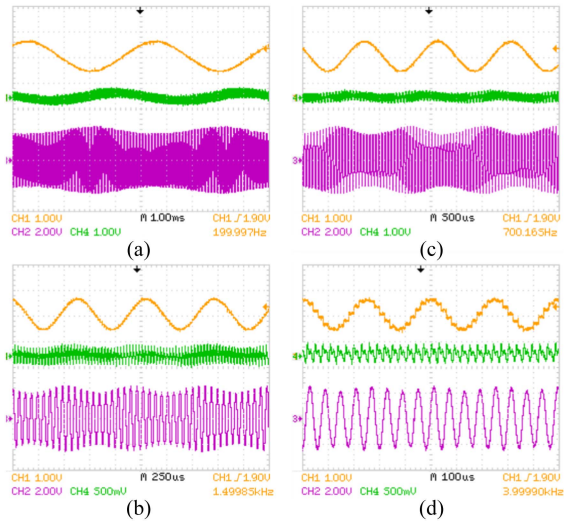 CH1 1.00V M 1.00ms CH1 ∫ 1.90V
CH2 2.00V CH4 1.00V 199.997Hz
(a)
CH1 1.00V M 500us CH1 ∫ 1.90V
CH2 2.00V CH4 1.00V 700.165Hz
(c)
CH1 1.00V M 250us CH1 ∫ 1.90V
CH2 2.00V CH4 500mV 1.49985kHz
(b)
CH1 1.00V M 100us CH1 ∫ 1.90V
CH2 2.00V CH4 500mV 3.99990kHz
(d)